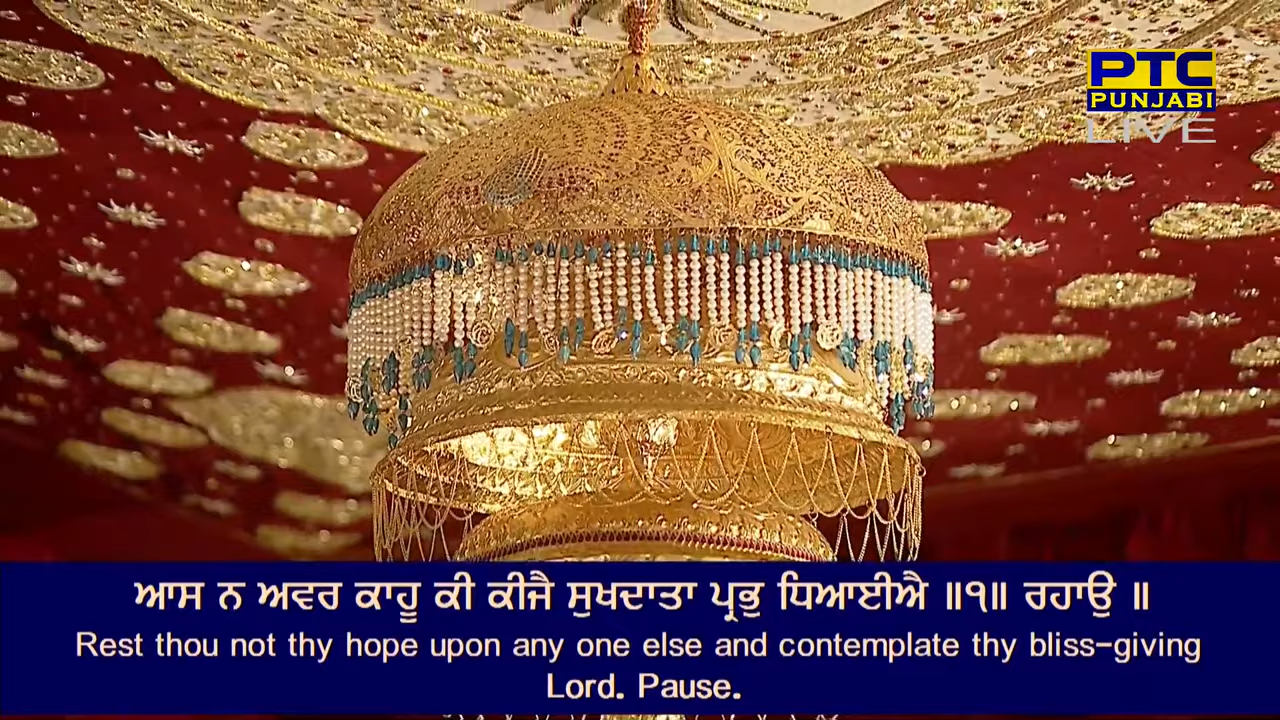 PTC
PUNJABI
LIVE
ਆਸ ਨ ਅਵਰ ਕਾਹੂ ਕੀ ਕੀਜੈ ਸੁਖਦਾਤਾ ਪ੍ਰਭੁ ਧਿਆਈਐ ॥੧॥ ਰਹਾਉ ॥
Rest thou not thy hope upon any one else and contemplate thy bliss-giving
Lord. Pause.